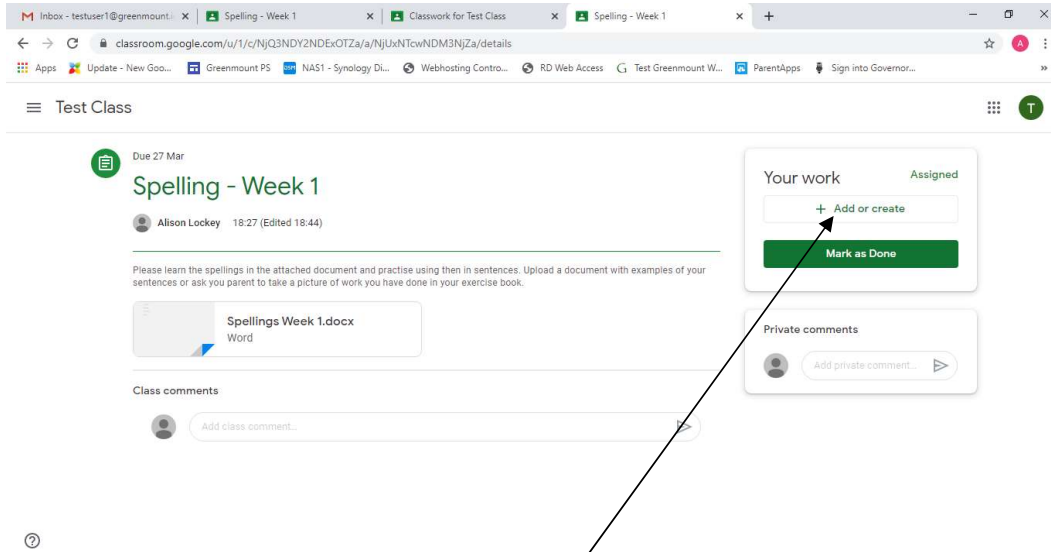 Inbox - testuser1@greenmount.
Spelling - Week 1
Classwork for Test Class
Spelling - Week 1
classroom.google.com/u/1/c/NjQ3NDY2NDExOTZa/a/NjUxNTcwNDM3NjZa/details
A
Apps
Update - New Goo...
Greenmount PS
NAS1 - Synology Di...
Webhosting Contro...
RD Web Access
Test Greenmount W...
ParentApps
Sign into Governor...
Test Class
T
Due 27 Mar
Spelling - Week 1
Alison Lockey 18:27 (Edited 18:44)
Please learn the spellings in the attached document and practise using then in sentences. Upload a document with examples of your
sentences or ask you parent to take a picture of work you have done in your exercise book.
Spellings Week 1.docx
Word
Class comments
Add class comment...
Your work Assigned
+ Add or create
Mark as Done
Private comments
Add private comment...